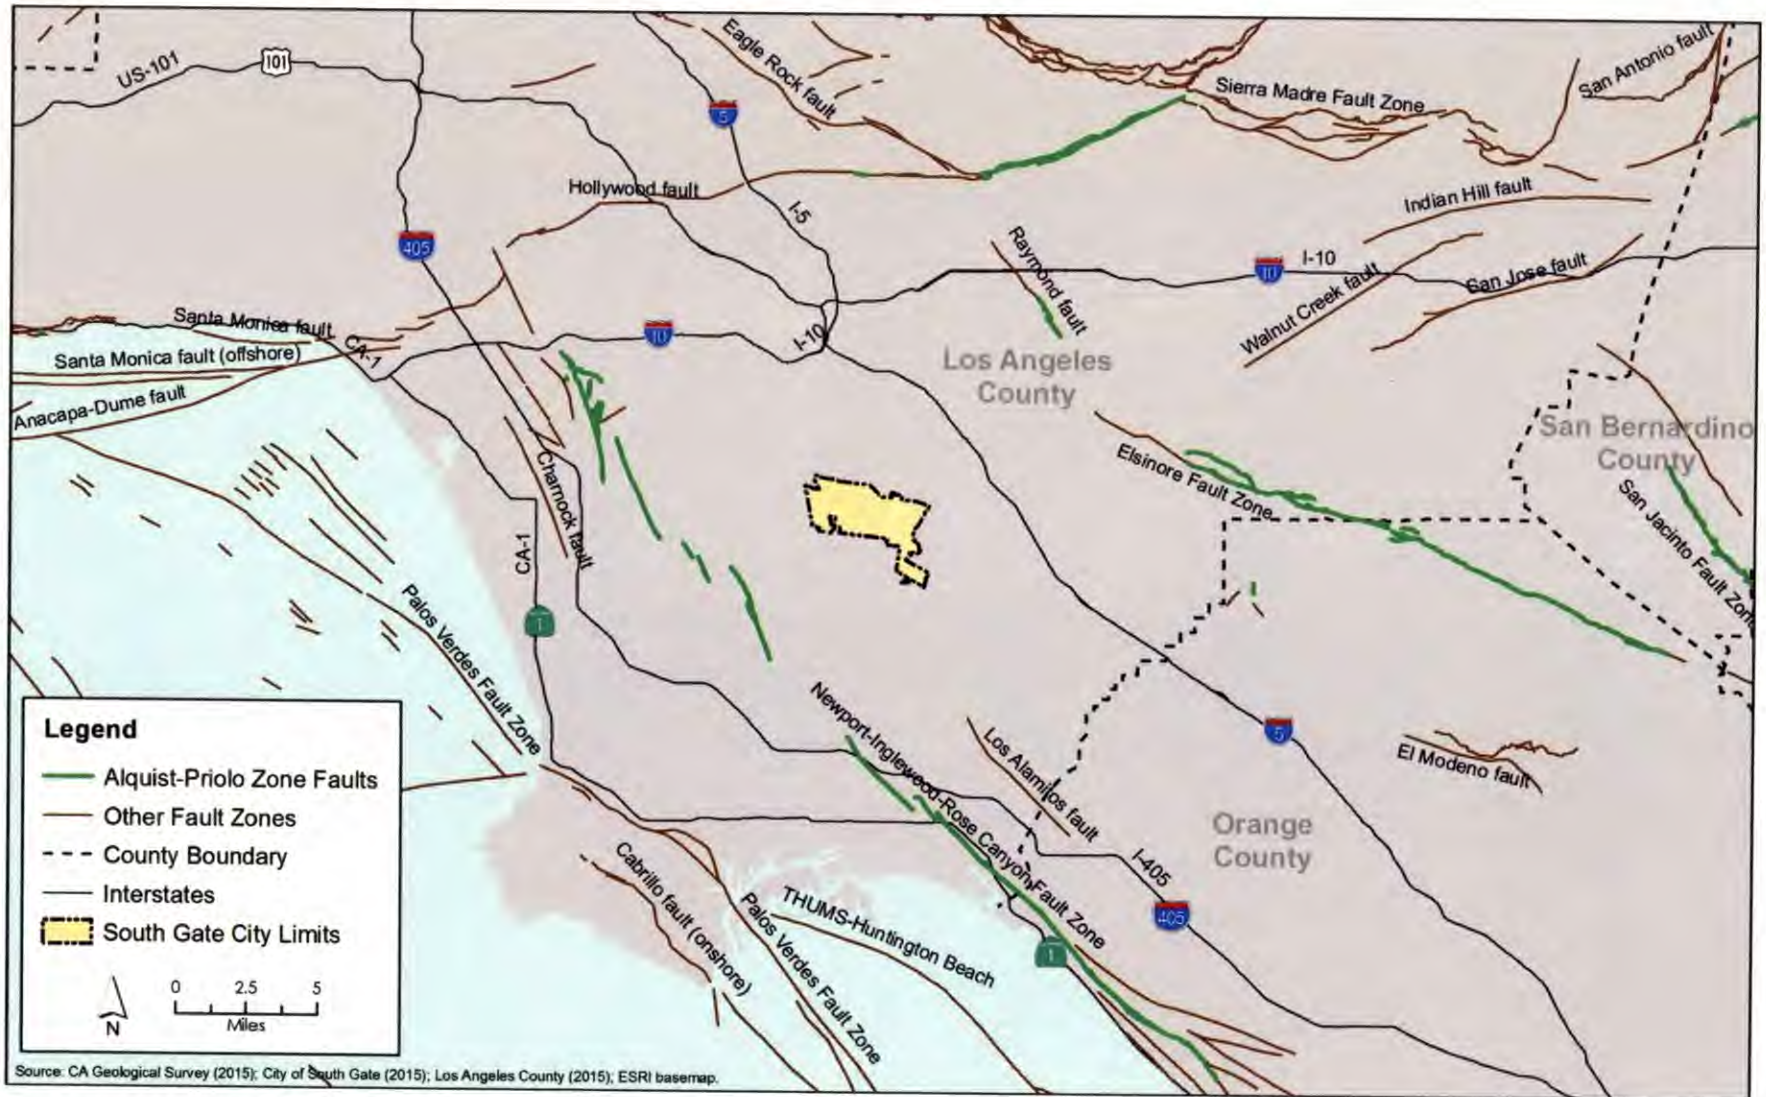 US-101
101
Eagle Rock fault
5
Sierra Madre Fault Zone
San Antonio fault
Hollywood fault
I-5
405
Indian Hill fault
Raymond fault
10
I-10
San Jose fault
Walnut Creek fault
Santa Monica fault
CA-1
10
I-10
Santa Monica fault (offshore)
Anacapa-Dume fault
Los Angeles
County
San Bernardino
County
Elsinore Fault Zone
San Jacinto Fault Zone
Charnock fault
CA-1
1
Palos Verdes Fault Zone
Newport-Inglewood-Rose Canyon Fault Zone
Los Alamitos fault
5
El Modeno fault
Orange
County
I-405
405
1
Cabrillo fault (onshore)
Palos Verdes Fault Zone
THUMS-Huntington Beach
Legend
Alquist-Priolo Zone Faults
Other Fault Zones
County Boundary
Interstates
South Gate City Limits
N
0 2.5 5
Miles
Source: CA Geological Survey (2015); City of South Gate (2015); Los Angeles County (2015); ESRI basemap.